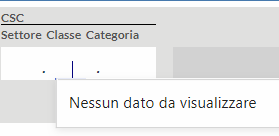 CSC
Settore Classe Categoria
. .
Nessun dato da visualizzare